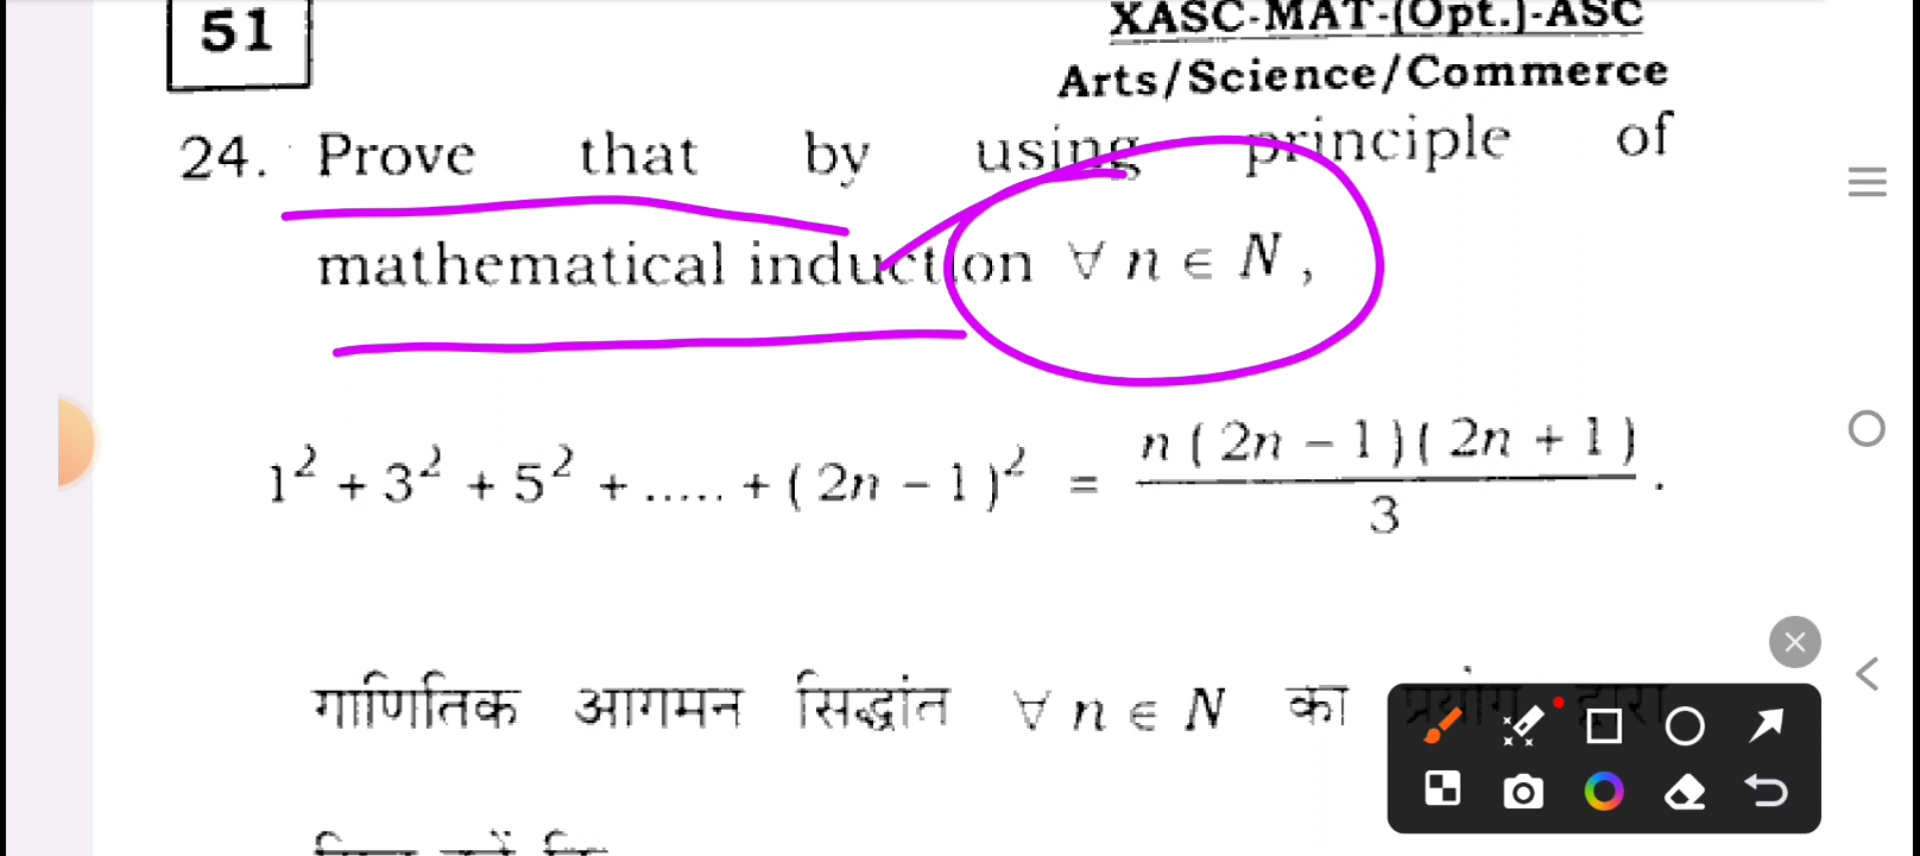 51
XASC-MAT-(Opt.)-ASC
Arts/Science/Commerce
24. Prove that by using principle of
mathematical induction ∀ n ∈ N ,
1² + 3² + 5² + ..... + ( 2n – 1 )² = n ( 2n – 1 ) ( 2n + 1 ) / 3 .
गाणितिक आगमन सिद्धांत ∀ n ∈ N का प्रयोग द्वारा